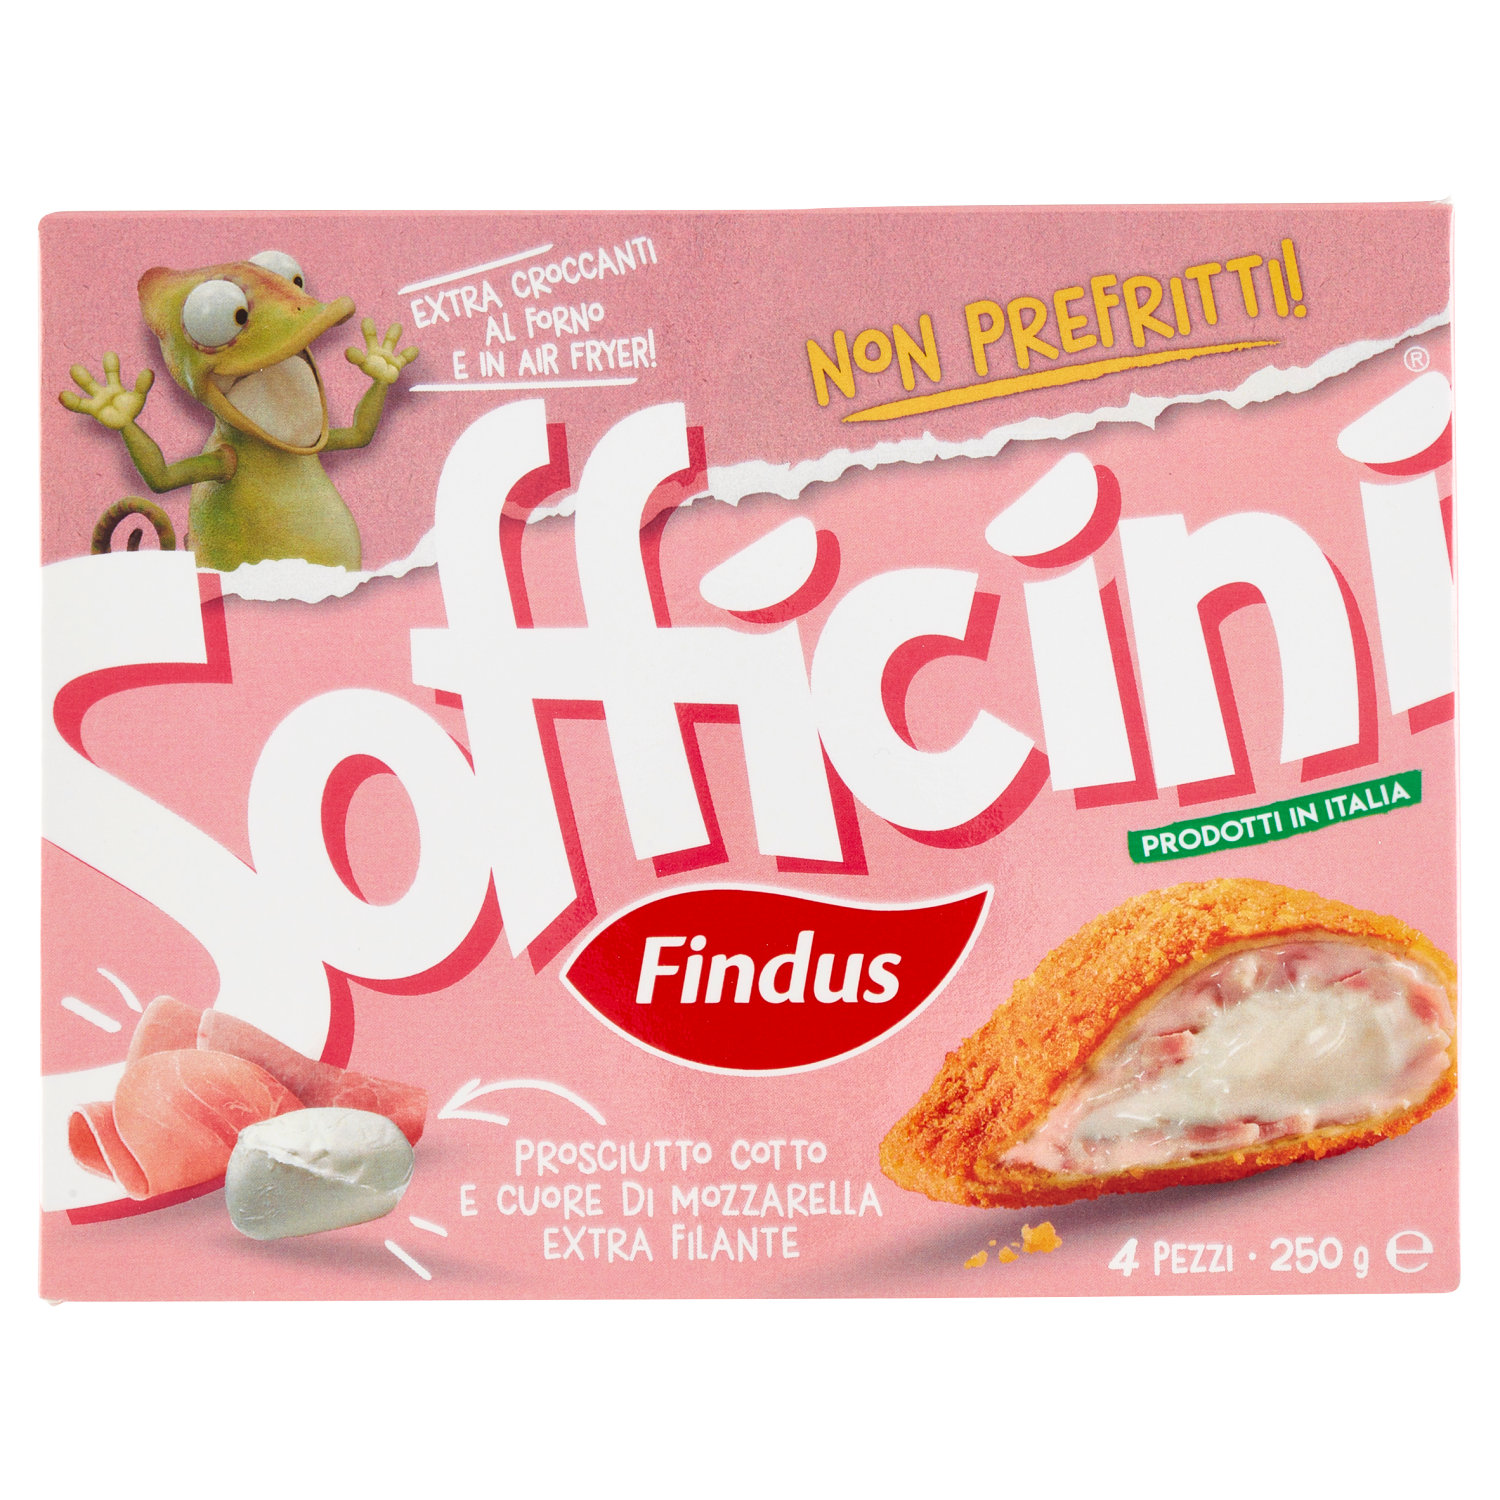 EXTRA CROCCANTI
AL FORNO
E IN AIR FRYER!
NON PREFRITTI!
Sofficini®
PRODOTTI IN ITALIA
Findus
PROSCIUTTO COTTO
E CUORE DI MOZZARELLA
EXTRA FILANTE
4 PEZZI · 250 g ℮